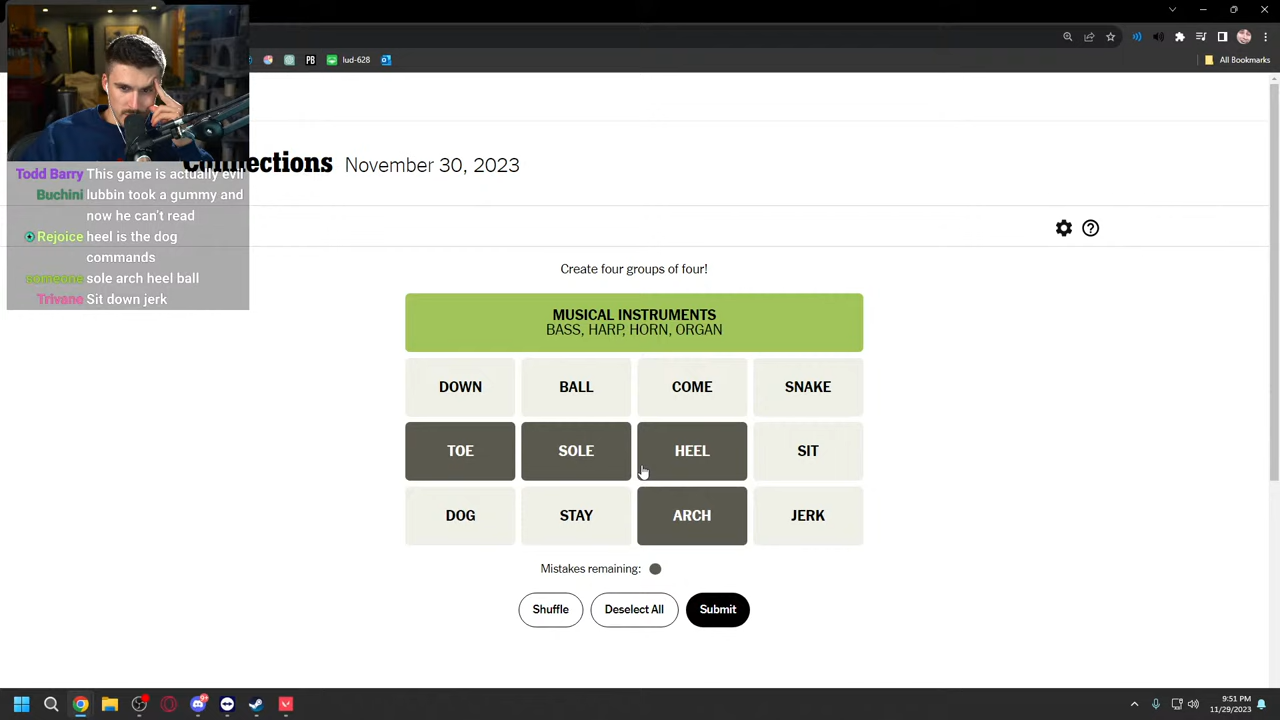 PB
lud-628
All Bookmarks
Connections November 30, 2023
Todd Barry This game is actually evil
Buchini lubbin took a gummy and
now he can't read
Rejoice heel is the dog
commands
someone sole arch heel ball
Trivane Sit down jerk
Create four groups of four!
MUSICAL INSTRUMENTS
BASS, HARP, HORN, ORGAN
DOWN BALL COME SNAKE
TOE SOLE HEEL SIT
DOG STAY ARCH JERK
Mistakes remaining:
Shuffle Deselect All Submit
9:51 PM
11/29/2023